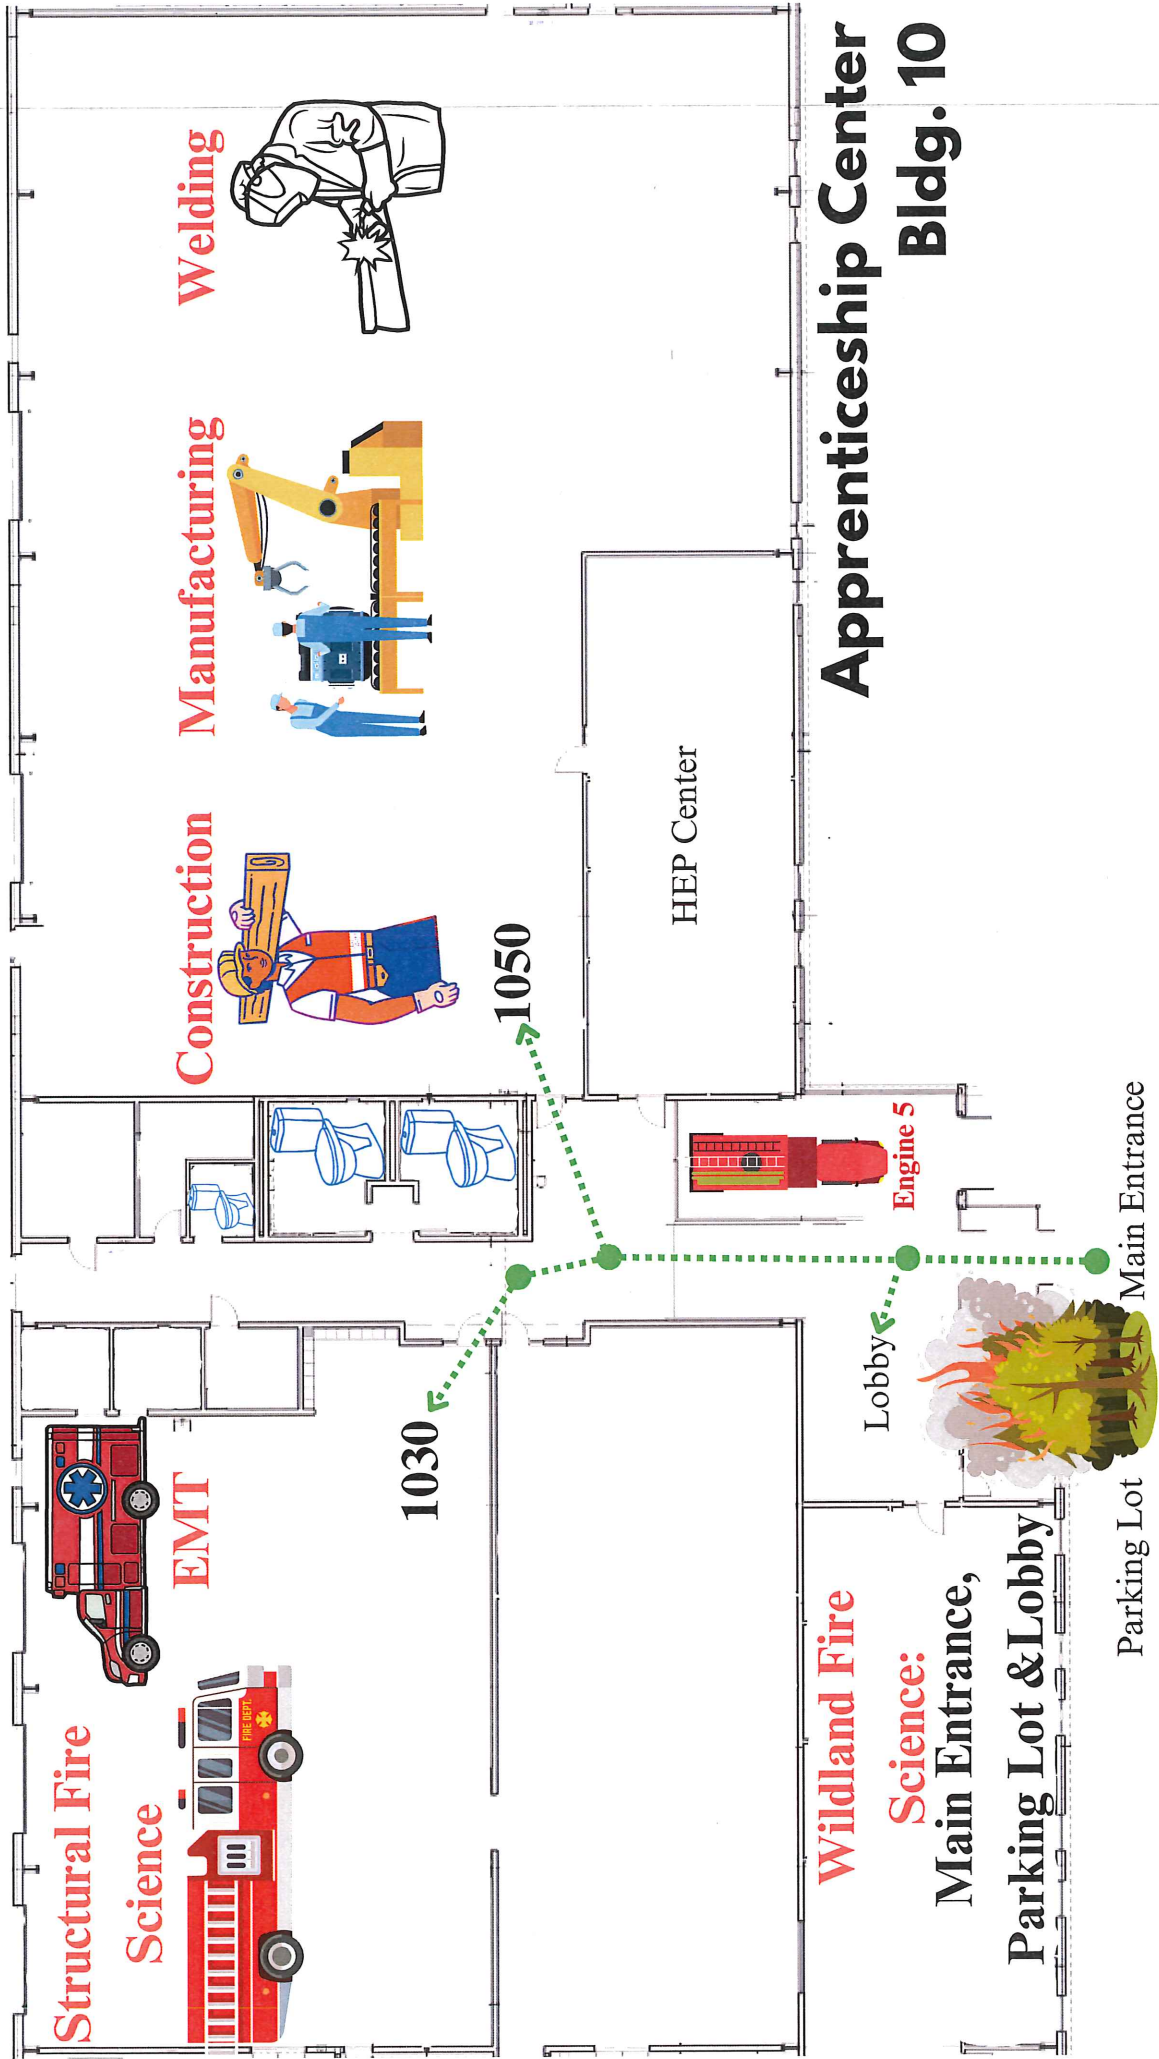 Structural Fire
Science
EMT
Construction
Manufacturing
Welding
FIRE DEPT.
1030
1050
HEP Center
Wildland Fire
Science:
Main Entrance,
Parking Lot & Lobby
Lobby
Engine 5
Apprenticeship Center
Bldg. 10
Parking Lot
Main Entrance